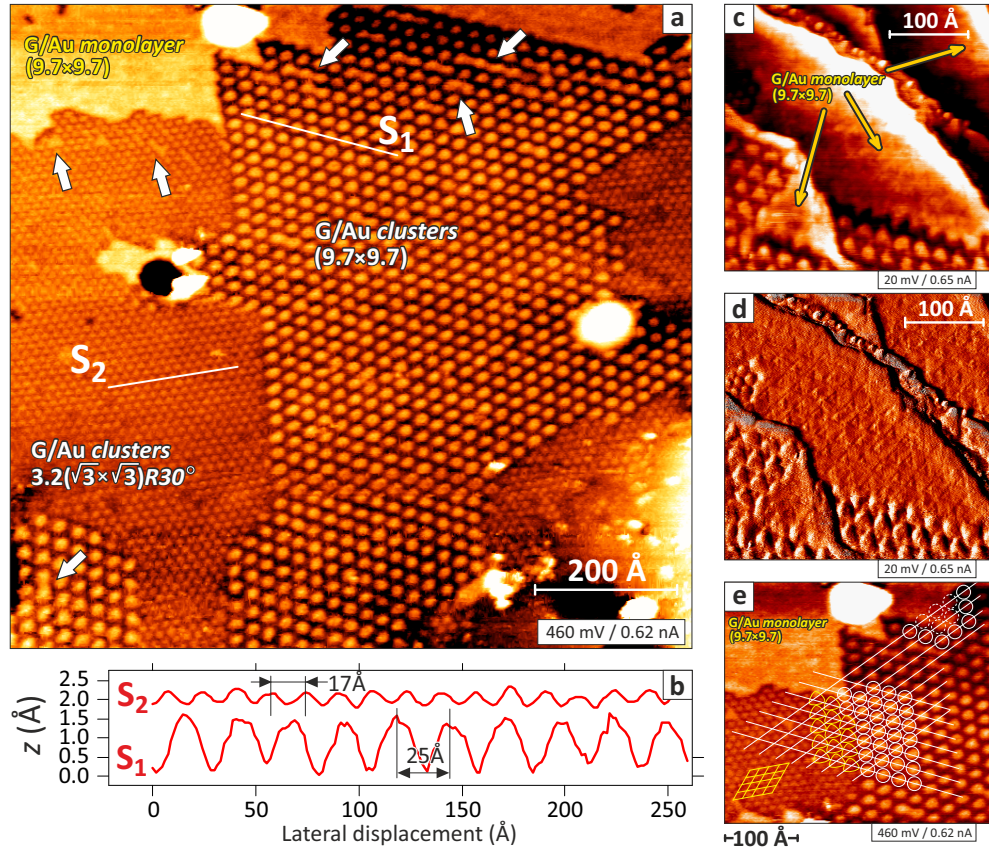 a
G/Au monolayer
(9.7×9.7)
S1
G/Au clusters
(9.7×9.7)
S2
G/Au clusters
3.2(√3×√3)R30°
200 Å
460 mV / 0.62 nA
b
z (Å)
2.5
2.0
1.5
1.0
0.5
0.0
S2
S1
17Å
25Å
0
50
100
150
200
250
Lateral displacement (Å)
c
100 Å
G/Au monolayer
(9.7×9.7)
20 mV / 0.65 nA
d
100 Å
20 mV / 0.65 nA
e
G/Au monolayer
(9.7×9.7)
100 Å
460 mV / 0.62 nA